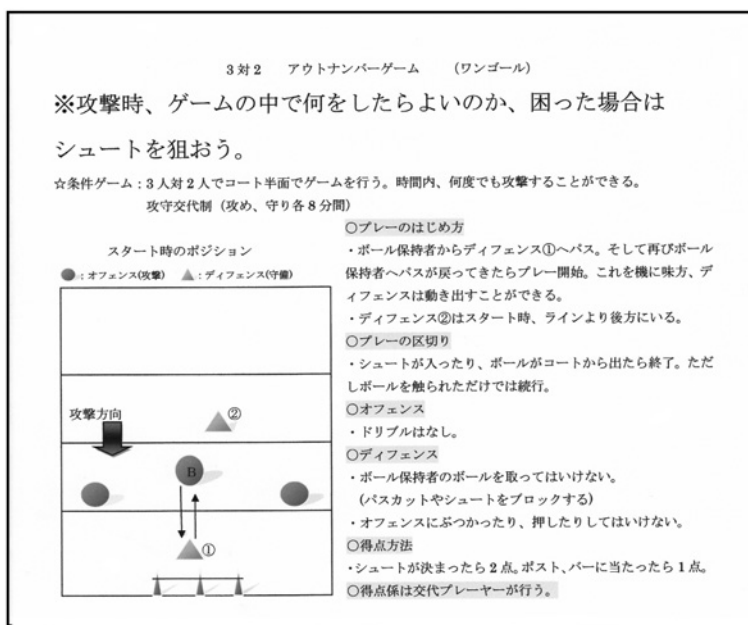 3対2 アウトナンバーゲーム (ワンゴール)
※攻撃時、ゲームの中で何をしたらよいのか、困った場合は
シュートを狙おう。
☆条件ゲーム:3人対2人でコート半面でゲームを行う。時間内、何度でも攻撃することができる。
攻守交代制(攻め、守り各8分間)
スタート時のポジション
●:オフェンス(攻撃) ▲:ディフェンス(守備)
②
攻撃方向
B
①
○プレーのはじめ方
・ボール保持者からディフェンス①へパス。そして再びボール
保持者へパスが戻ってきたらプレー開始。これを機に味方、デ
ィフェンスは動き出すことができる。
・ディフェンス②はスタート時、ラインより後方にいる。
○プレーの区切り
・シュートが入ったり、ボールがコートから出たら終了。ただ
しボールを触られただけでは続行。
○オフェンス
・ドリブルはなし。
○ディフェンス
・ボール保持者のボールを取ってはいけない。
(パスカットやシュートをブロックする)
・オフェンスにぶつかったり、押したりしてはいけない。
○得点方法
・シュートが決まったら2点。ポスト、バーに当たったら1点。
○得点係は交代プレーヤーが行う。